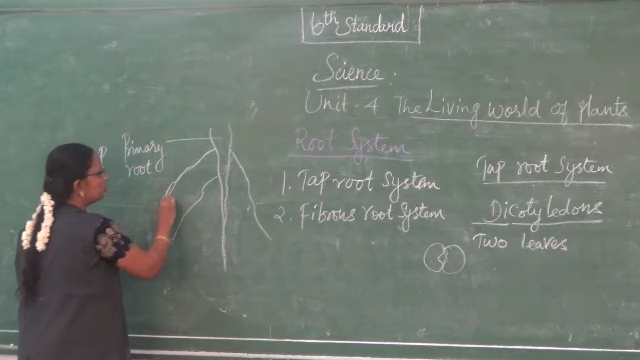 6th Standard
Science.
Unit - 4 The Living world of plants
Root System
1. Tap root System
2. Fibrous root System
Tap root System
Dicotyledons
Two leaves
Primary
root